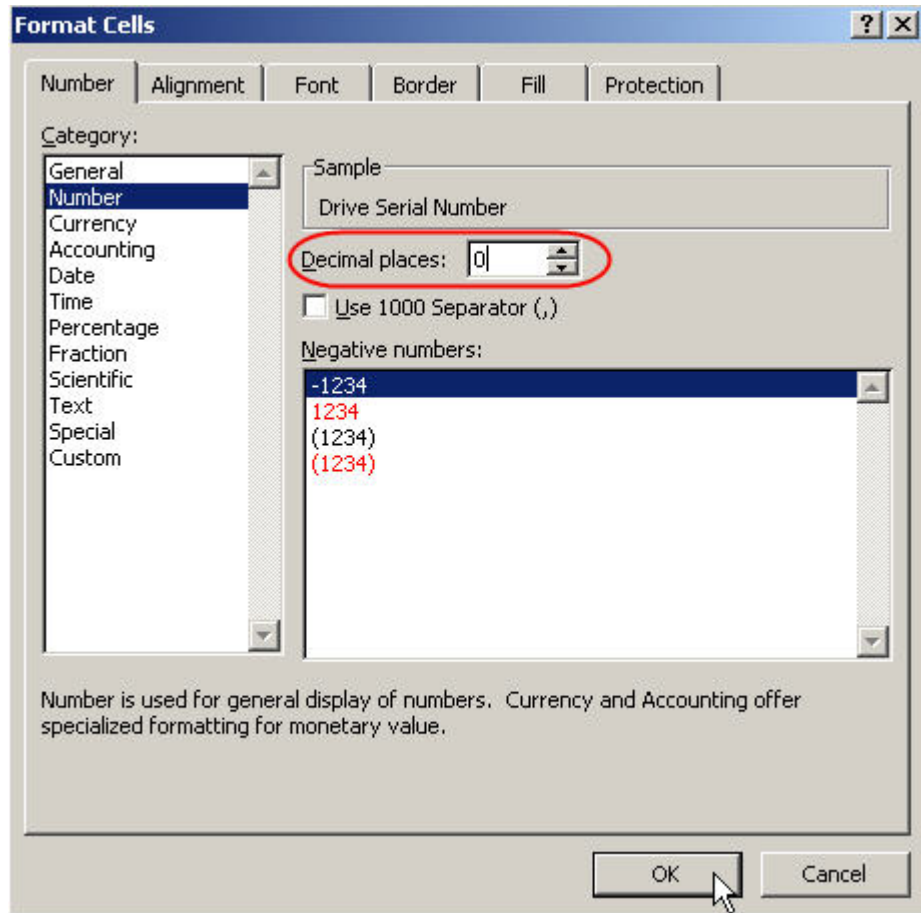 Format Cells
Number Alignment Font Border Fill Protection
Category:
General
Number
Currency
Accounting
Date
Time
Percentage
Fraction
Scientific
Text
Special
Custom
Sample
Drive Serial Number
Decimal places: 0
Use 1000 Separator (,)
Negative numbers:
-1234
1234
(1234)
(1234)
Number is used for general display of numbers. Currency and Accounting offer
specialized formatting for monetary value.
OK Cancel